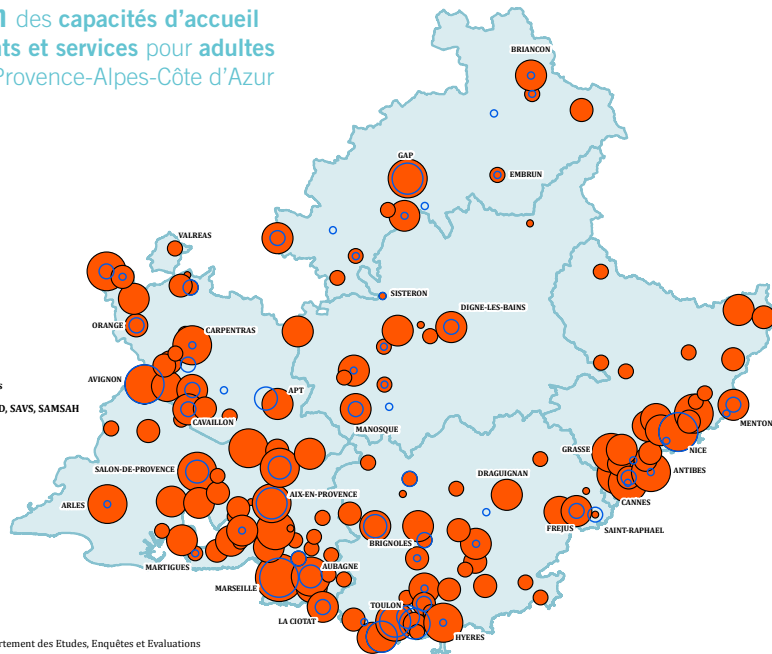 des capacités d'accueil
et services pour adultes
Provence-Alpes-Côte d'Azur
BRIANCON
GAP
EMBRUN
VALREAS
SISTERON
DIGNE-LES-BAINS
ORANGE
CARPENTRAS
AVIGNON
APT
SAVS, SAMSAH
MENTON
CAVAILLON
MANOSQUE
NICE
GRASSE
SALON-DE-PROVENCE
DRAGUIGNAN
ANTIBES
AIX-EN-PROVENCE
CANNES
ARLES
FREJUS
SAINT-RAPHAEL
BRIGNOLES
MARTIGUES
AUBAGNE
MARSEILLE
TOULON
LA CIOTAT
HYERES
des Etudes, Enquêtes et Evaluations